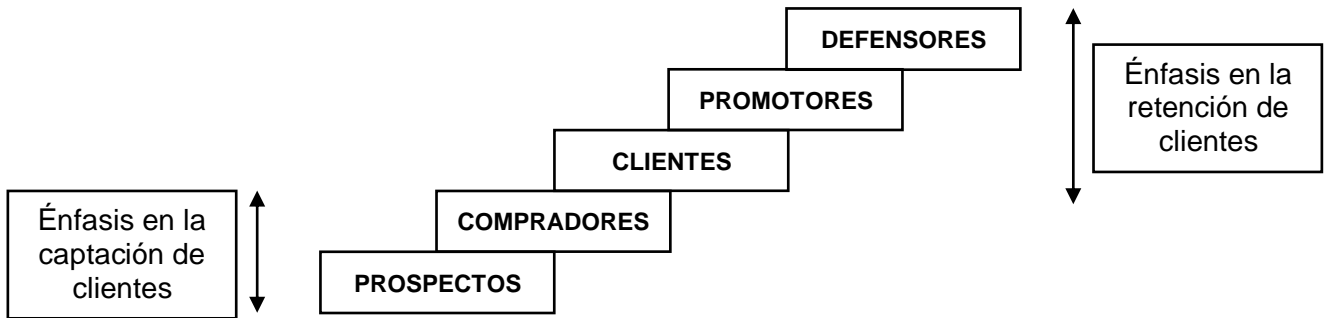 DEFENSORES
PROMOTORES
CLIENTES
COMPRADORES
PROSPECTOS
Énfasis en la
retención de
clientes
Énfasis en la
captación de
clientes